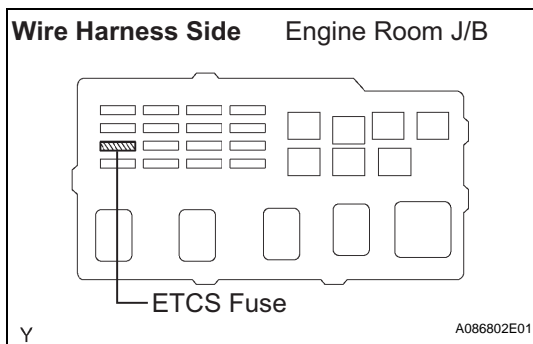 Wire Harness Side Engine Room J/B
ETCS Fuse
Y
A086802E01